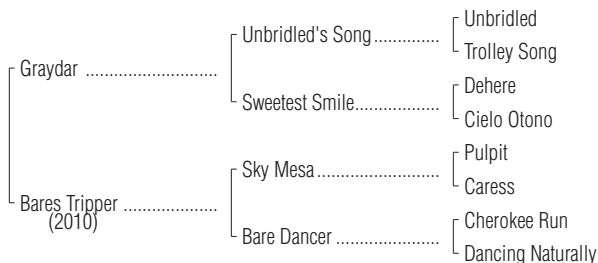 Unbridled
Unbridled's Song..............
Trolley Song
Graydar ...........................
Dehere
Sweetest Smile..................
Cielo Otono
Pulpit
Sky Mesa..........................
Caress
Bares Tripper ....................
(2010)
Cherokee Run
Bare Dancer ......................
Dancing Naturally